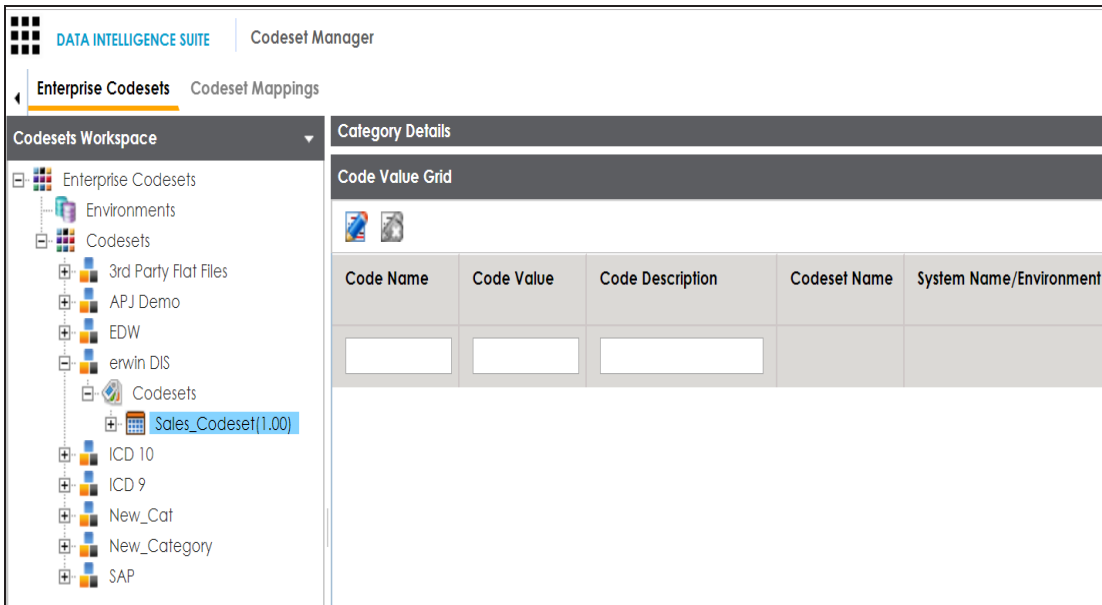 DATA INTELLIGENCE SUITE Codeset Manager
Enterprise Codesets Codeset Mappings
Codesets Workspace
Category Details
Code Value Grid
Enterprise Codesets
Environments
Codesets
3rd Party Flat Files
APJ Demo
EDW
erwin DIS
Codesets
Sales_Codeset(1.00)
ICD 10
ICD 9
New_Cat
New_Category
SAP
Code Name Code Value Code Description Codeset Name System Name/Environment